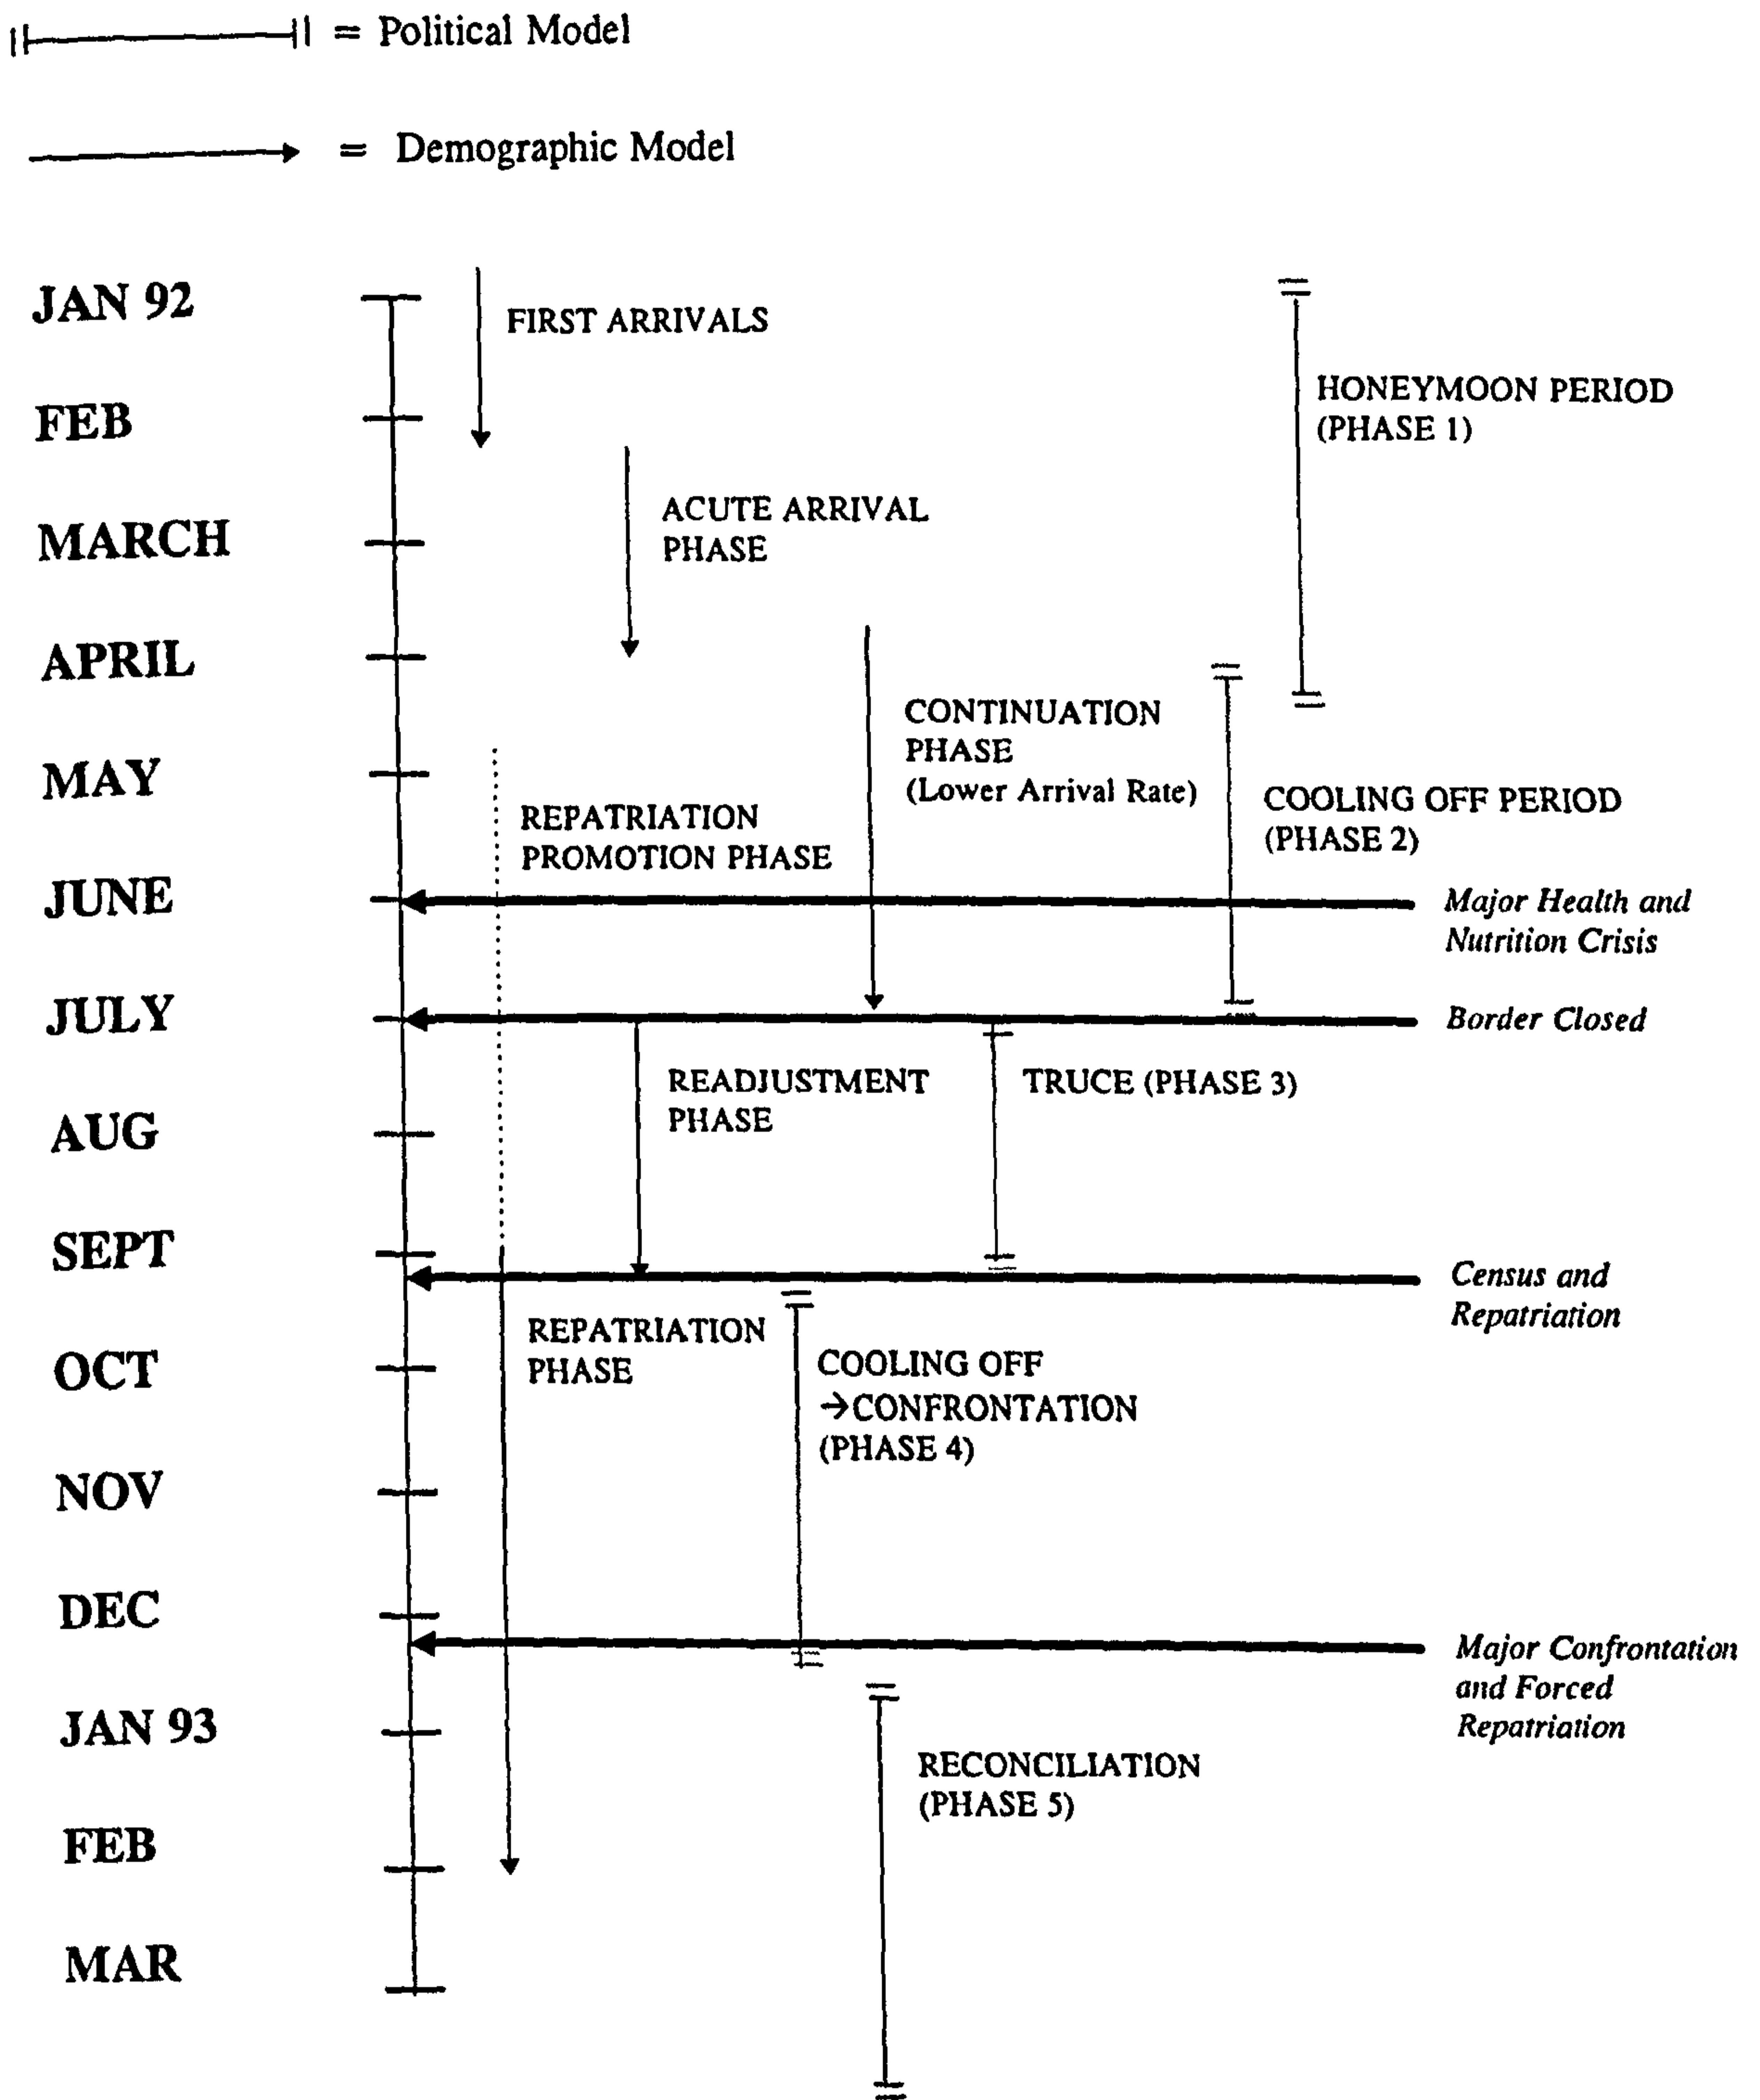 = Political Model
= Demographic Model
JAN 92
FIRST ARRIVALS
HONEYMOON PERIOD
(PHASE 1)
FEB
ACUTE ARRIVAL
PHASE
MARCH
APRIL
CONTINUATION
PHASE
(Lower Arrival Rate)
MAY
COOLING OFF PERIOD
(PHASE 2)
REPATRIATION
PROMOTION PHASE
JUNE
Major Health and
Nutrition Crisis
JULY
Border Closed
READJUSTMENT
PHASE
TRUCE (PHASE 3)
AUG
SEPT
Census and
Repatriation
REPATRIATION
PHASE
OCT
COOLING OFF
→CONFRONTATION
(PHASE 4)
NOV
DEC
Major Confrontation
and Forced
Repatriation
JAN 93
RECONCILIATION
(PHASE 5)
FEB
MAR